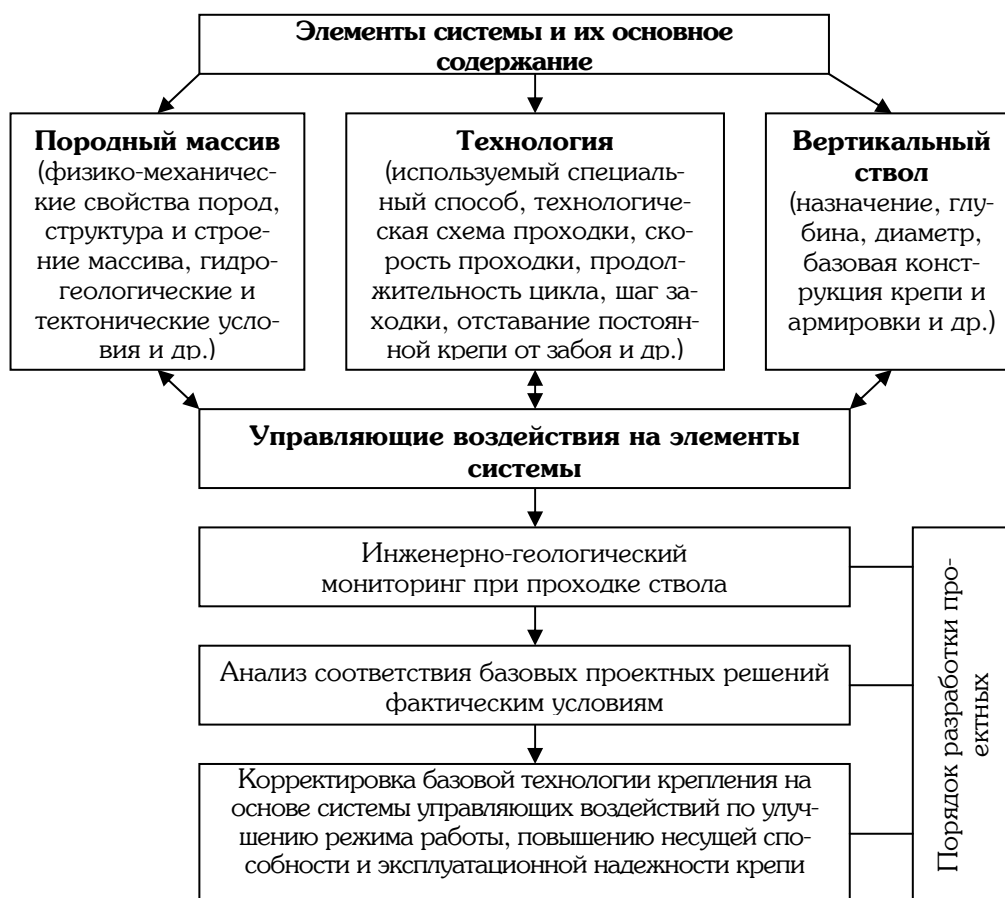 Элементы системы и их основное
содержание
Породный массив
(физико-механичес-
кие свойства пород,
структура и строе-
ние массива, гидро-
геологические и
тектонические усло-
вия и др.)
Технология
(используемый специаль-
ный способ, технологиче-
ская схема проходки, ско-
рость проходки, продол-
жительность цикла, шаг за-
ходки, отставание постоян-
ной крепи от забоя и др.)
Вертикальный
ствол
(назначение, глу-
бина, диаметр,
базовая конст-
рукция крепи и
армировки и др.)
Управляющие воздействия на элементы
системы
Инженерно-геологический
мониторинг при проходке ствола
Анализ соответствия базовых проектных решений
фактическим условиям
Корректировка базовой технологии крепления на
основе системы управляющих воздействий по улуч-
шению режима работы, повышению несущей спо-
собности и эксплуатационной надежности крепи
Порядок разработки про-
ектных